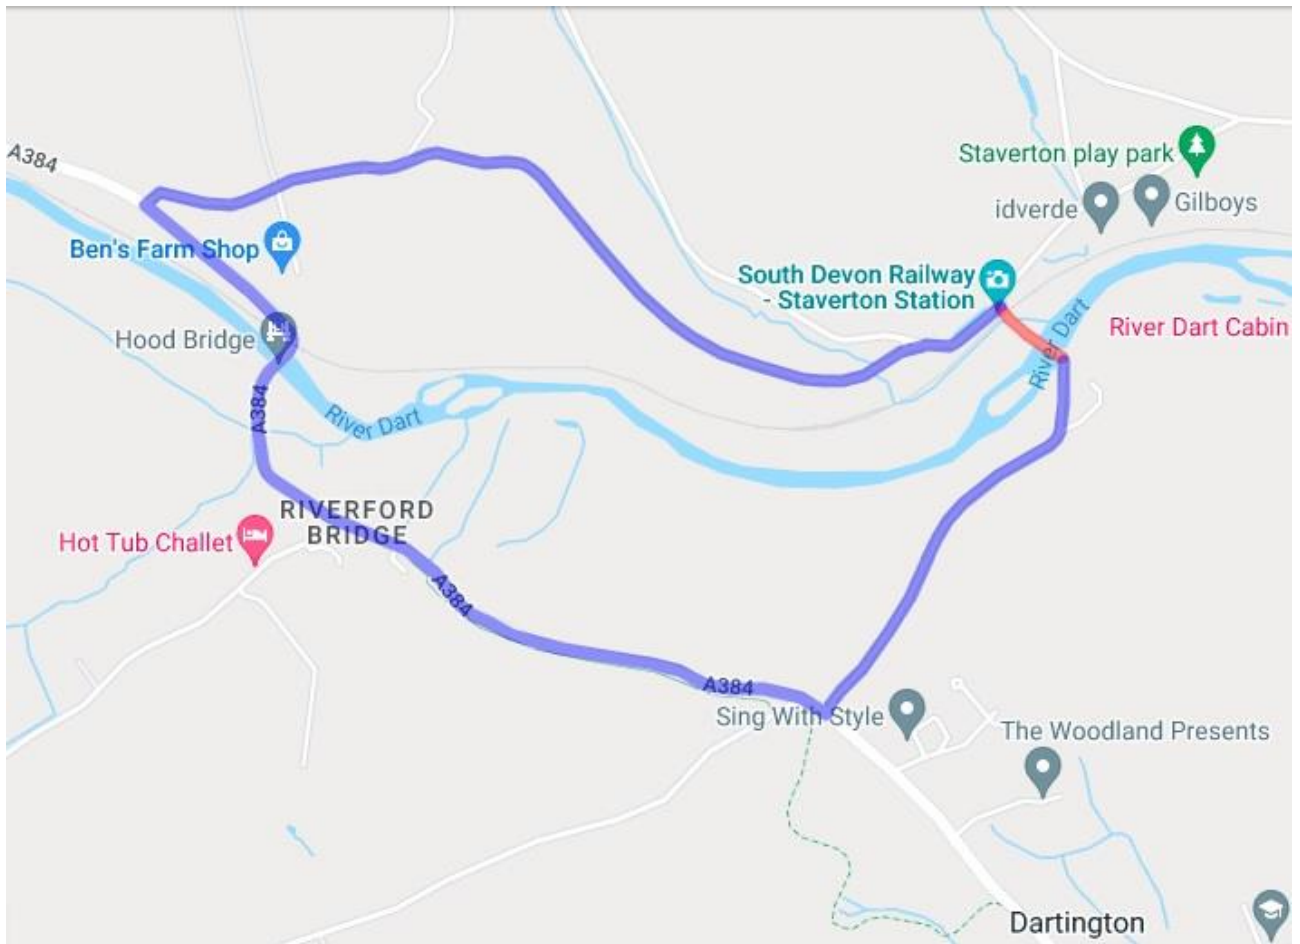 A384
Staverton play park
idverde
Gilboys
Ben's Farm Shop
South Devon Railway
- Staverton Station
River Dart
River Dart Cabin
Hood Bridge
A384
River Dart
RIVERFORD
BRIDGE
Hot Tub Challet
A384
A384
Sing With Style
The Woodland Presents
Dartington